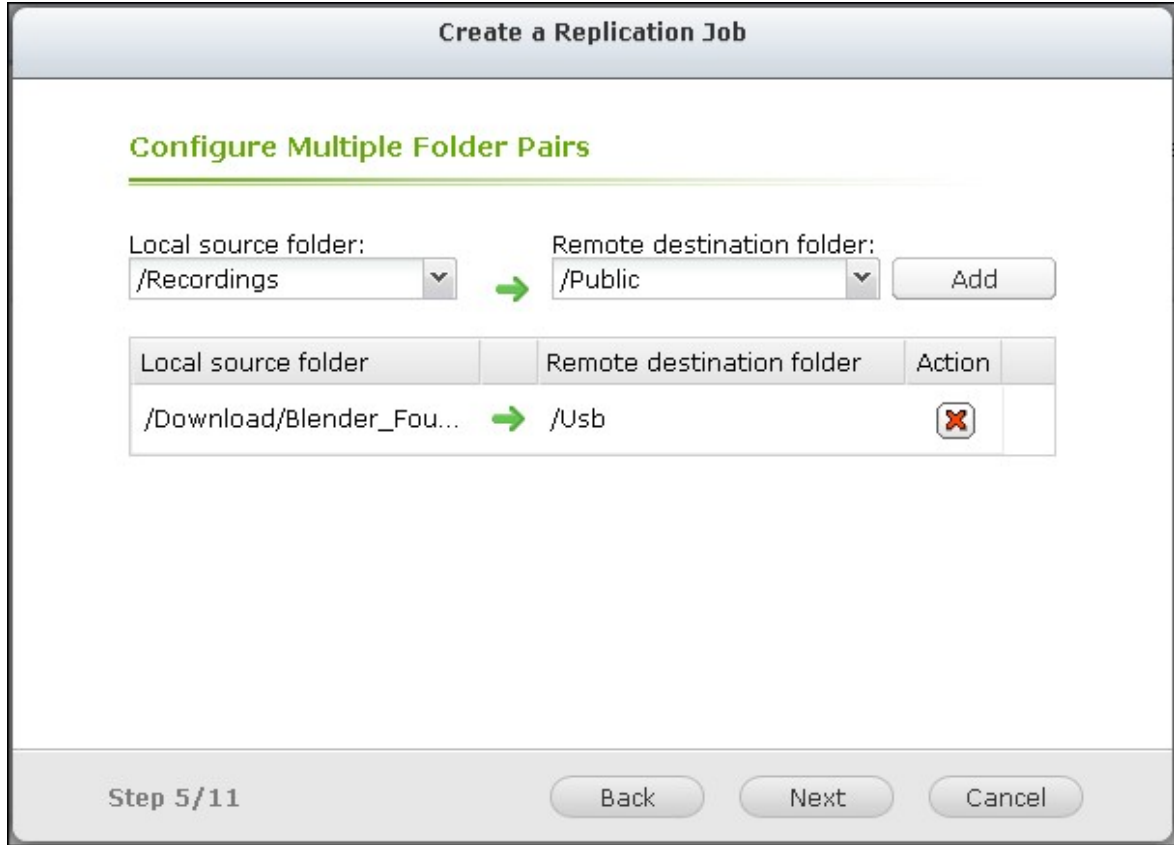 Create a Replication Job
Configure Multiple Folder Pairs
Local source folder: Remote destination folder:
/Recordings /Public Add
Local source folder Remote destination folder Action
/Download/Blender_Fou... /Usb
Step 5/11 Back Next Cancel